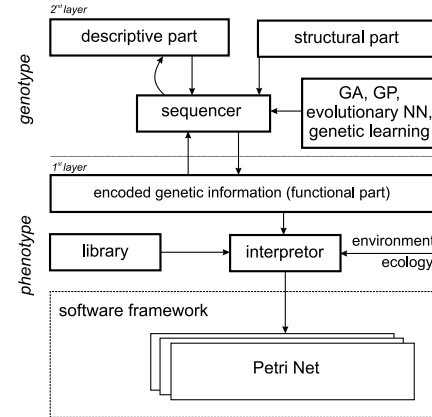 2nd layer
descriptive part
structural part
genotype
sequencer
GA, GP,
evolutionary NN,
genetic learning
1st layer
encoded genetic information (functional part)
phenotype
library
interpretor
environment
ecology
software framework
Petri Net